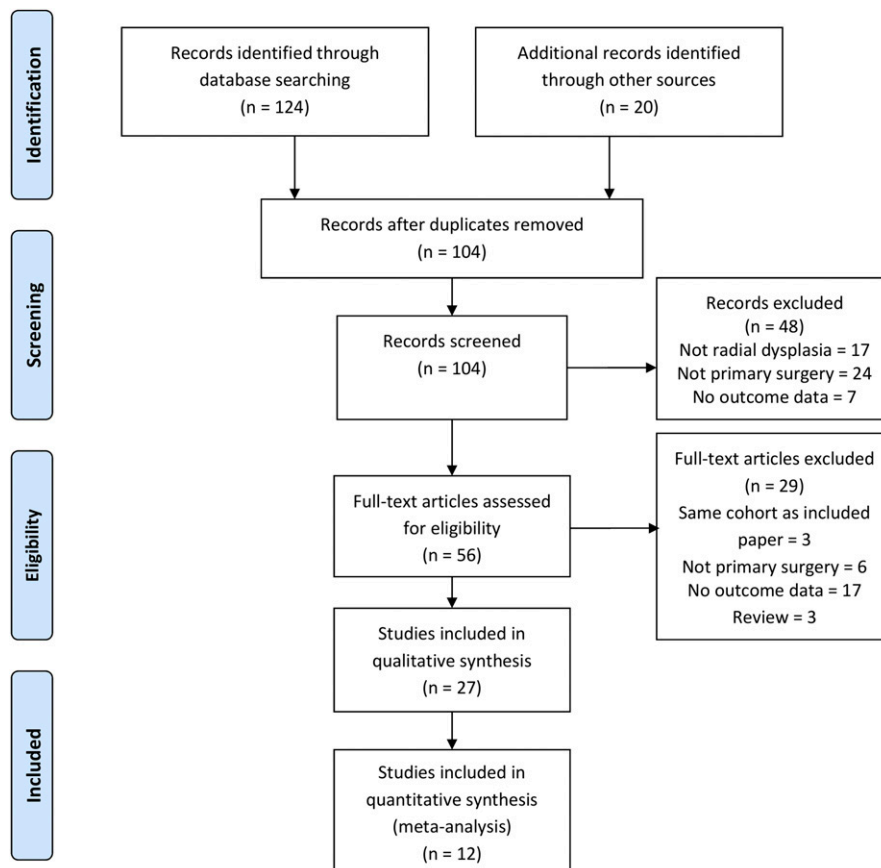 Identification
Records identified through
database searching
(n = 124)
Additional records identified
through other sources
(n = 20)
Records after duplicates removed
(n = 104)
Screening
Records screened
(n = 104)
Records excluded
(n = 48)
Not radial dysplasia = 17
Not primary surgery = 24
No outcome data = 7
Eligibility
Full-text articles assessed
for eligibility
(n = 56)
Full-text articles excluded
(n = 29)
Same cohort as included
paper = 3
Not primary surgery = 6
No outcome data = 17
Review = 3
Studies included in
qualitative synthesis
(n = 27)
Included
Studies included in
quantitative synthesis
(meta-analysis)
(n = 12)